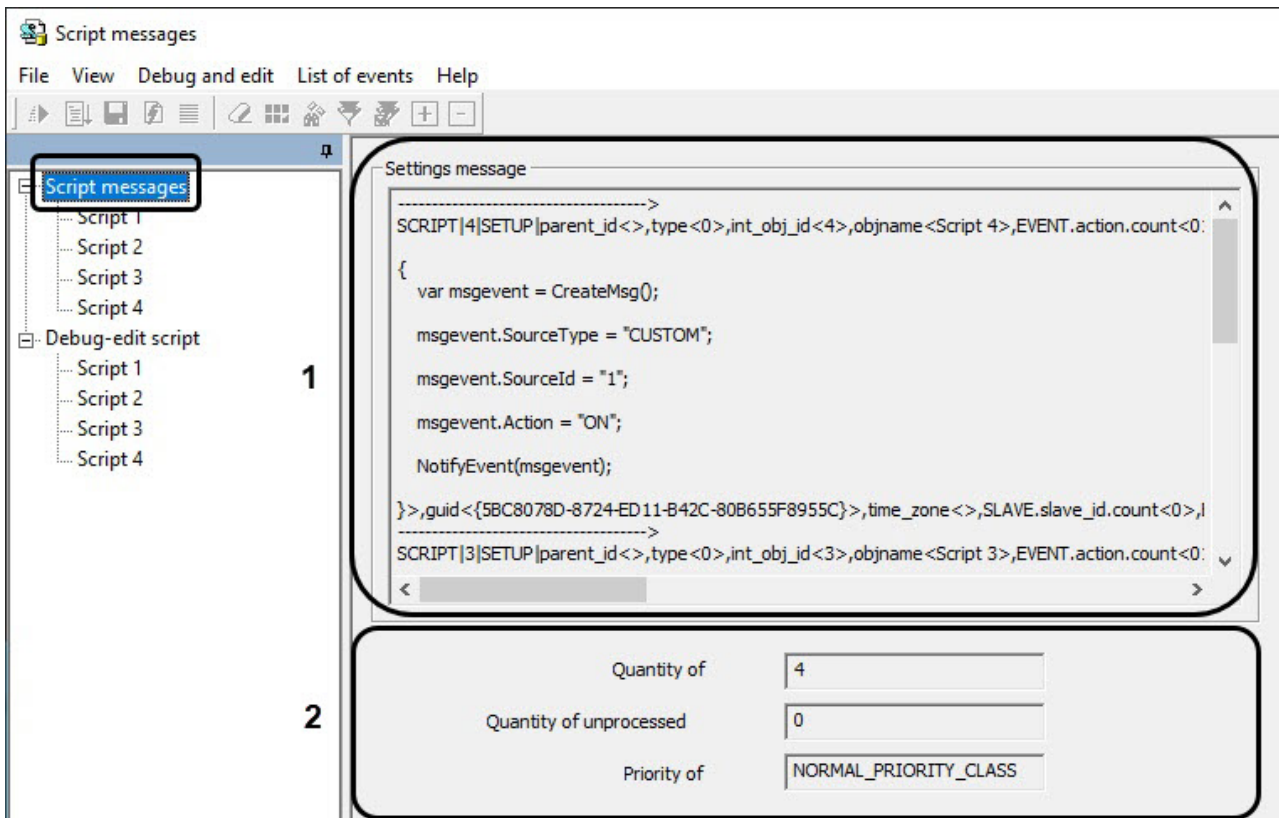 Script messages
File View Debug and edit List of events Help
Script messages
Script 1
Script 2
Script 3
Script 4
Debug-edit script
Script 1
Script 2
Script 3
Script 4
1
Settings message
------------------------------------->
SCRIPT|4|SETUP|parent_id<>,type<0>,int_obj_id<4>,objname<Script 4>,EVENT.action.count<0
{
var msgevent = CreateMsg();
msgevent.SourceType = "CUSTOM";
msgevent.SourceId = "1";
msgevent.Action = "ON";
NotifyEvent(msgevent);
}>,guid<{5BC8078D-8724-ED11-B42C-80B655F8955C}>,time_zone<>,SLAVE.slave_id.count<0>,
------------------------------------->
SCRIPT|3|SETUP|parent_id<>,type<0>,int_obj_id<3>,objname<Script 3>,EVENT.action.count<0
2
Quantity of 4
Quantity of unprocessed 0
Priority of NORMAL_PRIORITY_CLASS